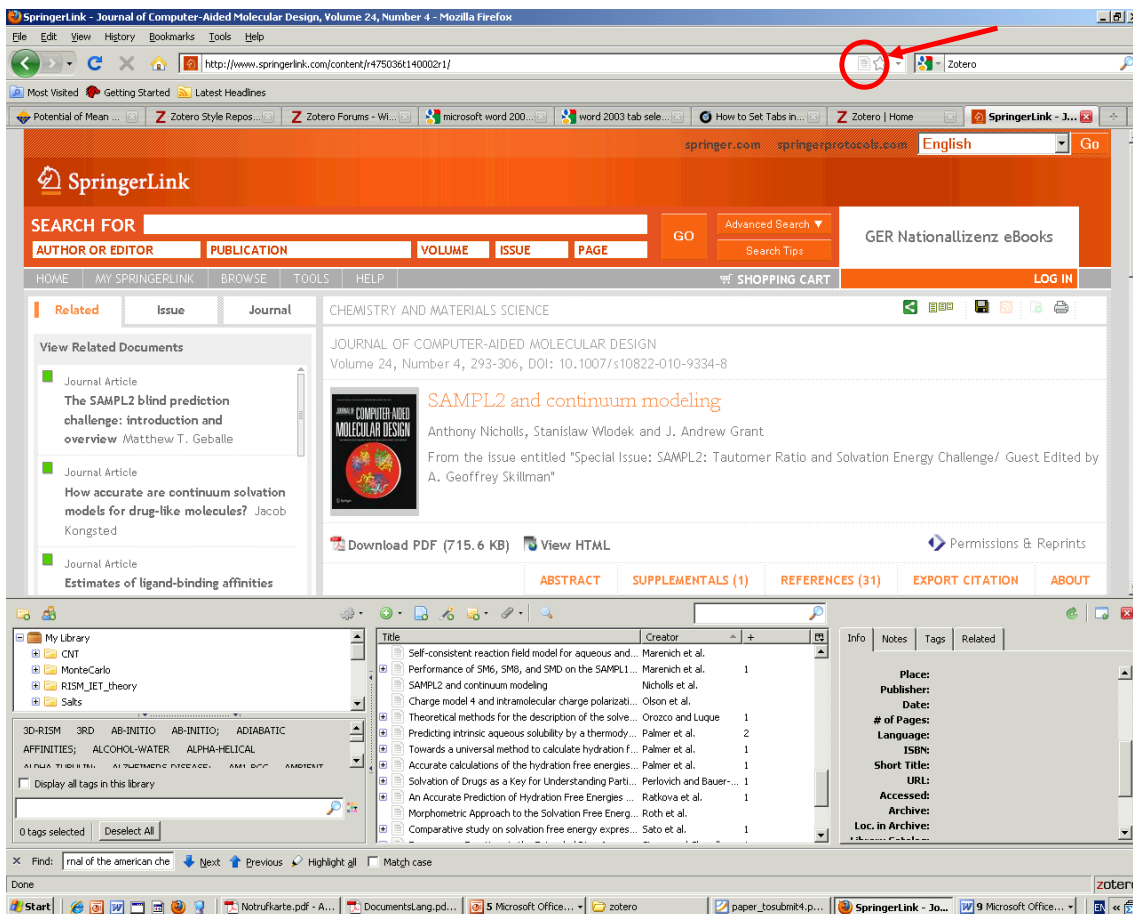 SpringerLink - Journal of Computer-Aided Molecular Design, Volume 24, Number 4 - Mozilla Firefox
File Edit View History Bookmarks Tools Help
http://www.springerlink.com/content/r475036t140002r1/ Zotero
Most Visited Getting Started Latest Headlines
Potential of Mean ... Zotero Style Repos... Zotero Forums - Wi... microsoft word 200... word 2003 tab sele... How to Set Tabs in... Zotero | Home SpringerLink - J...
springer.com springerprotocols.com English Go
SpringerLink
SEARCH FOR GO Advanced Search ▼
AUTHOR OR EDITOR PUBLICATION VOLUME ISSUE PAGE Search Tips
GER Nationallizenz eBooks
HOME MY SPRINGERLINK BROWSE TOOLS HELP SHOPPING CART LOG IN
Related Issue Journal
View Related Documents
Journal Article
The SAMPL2 blind prediction
challenge: introduction and
overview Matthew T. Geballe
Journal Article
How accurate are continuum solvation
models for drug-like molecules? Jacob
Kongsted
Journal Article
Estimates of ligand-binding affinities
CHEMISTRY AND MATERIALS SCIENCE
JOURNAL OF COMPUTER-AIDED MOLECULAR DESIGN
Volume 24, Number 4, 293-306, DOI: 10.1007/s10822-010-9334-8
JOURNAL OF COMPUTER-AIDED
MOLECULAR DESIGN
SAMPL2 and continuum modeling
Anthony Nicholls, Stanislaw Wlodek and J. Andrew Grant
From the issue entitled "Special Issue: SAMPL2: Tautomer Ratio and Solvation Energy Challenge/ Guest Edited by
A. Geoffrey Skillman"
Download PDF (715.6 KB) View HTML Permissions & Reprints
ABSTRACT SUPPLEMENTALS (1) REFERENCES (31) EXPORT CITATION ABOUT
My Library
CNT
MonteCarlo
RISM_IET_theory
Salts
3D-RISM 3RD AB-INITIO AB-INITIO; ADIABATIC
AFFINITIES; ALCOHOL-WATER ALPHA-HELICAL
ALPHA-TUBULIN; ALZHEIMERS DISEASE; AM1-BCC AMBIENT
Display all tags in this library
0 tags selected Deselect All
Title Creator +
Self-consistent reaction field model for aqueous and... Marenich et al.
Performance of SM6, SM8, and SMD on the SAMPL1... Marenich et al. 1
SAMPL2 and continuum modeling Nicholls et al.
Charge model 4 and intramolecular charge polarizati... Olson et al.
Theoretical methods for the description of the solve... Orozco and Luque 1
Predicting intrinsic aqueous solubility by a thermody... Palmer et al. 2
Towards a universal method to calculate hydration f... Palmer et al. 1
Accurate calculations of the hydration free energies... Palmer et al. 1
Solvation of Drugs as a Key for Understanding Parti... Perlovich and Bauer-... 1
An Accurate Prediction of Hydration Free Energies ... Ratkova et al. 1
Morphometric Approach to the Solvation Free Energ... Roth et al.
Comparative study on solvation free energy expres... Sato et al. 1
Info Notes Tags Related
Place:
Publisher:
Date:
# of Pages:
Language:
ISBN:
Short Title:
URL:
Accessed:
Archive:
Loc. in Archive:
Find: rnal of the american che Next Previous Highlight all Match case
Done zotero
Start Notrufkarte.pdf - A... DocumentsLang.pd... 5 Microsoft Office... zotero paper_tosubmit4.p... SpringerLink - Jo... 9 Microsoft Office... EN «